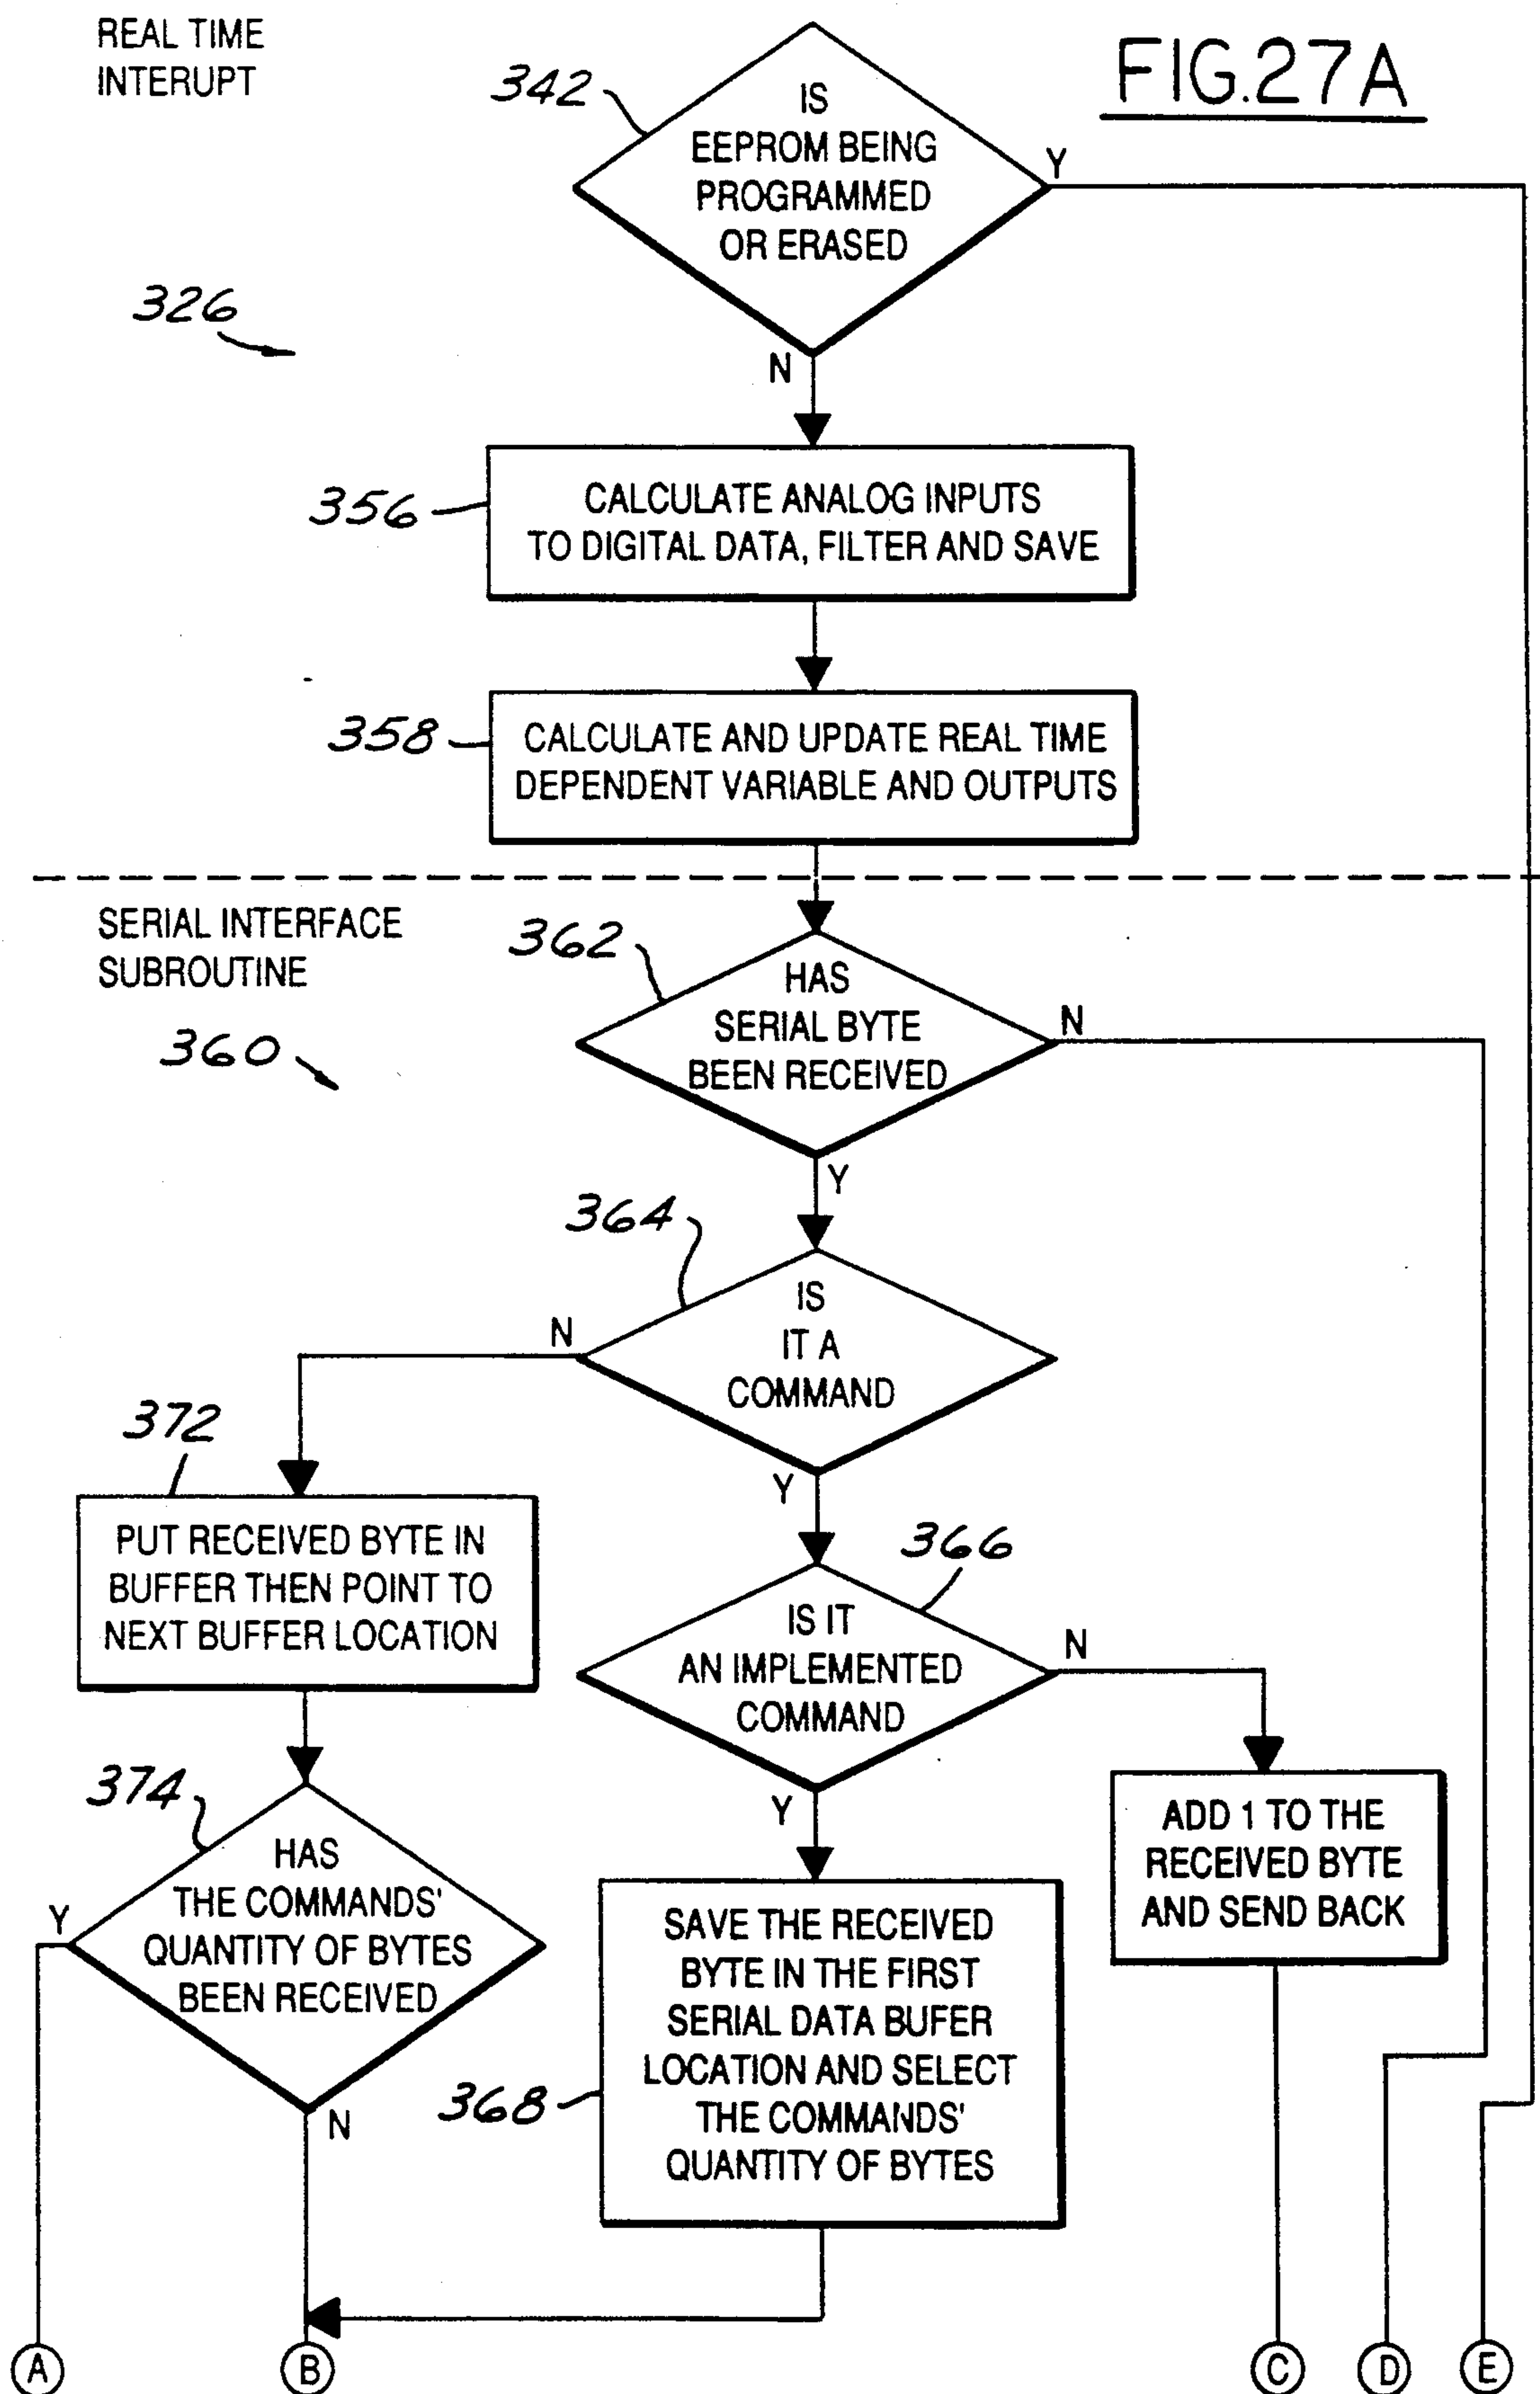 REAL TIME
INTERUPT
FIG.27A
342
IS
EEPROM BEING
PROGRAMMED
OR ERASED
Y
326
N
356
CALCULATE ANALOG INPUTS
TO DIGITAL DATA, FILTER AND SAVE
358
CALCULATE AND UPDATE REAL TIME
DEPENDENT VARIABLE AND OUTPUTS
SERIAL INTERFACE
SUBROUTINE
360
362
HAS
SERIAL BYTE
BEEN RECEIVED
N
Y
364
IS
IT A
COMMAND
N
Y
372
PUT RECEIVED BYTE IN
BUFFER THEN POINT TO
NEXT BUFFER LOCATION
366
IS IT
AN IMPLEMENTED
COMMAND
N
Y
374
HAS
THE COMMANDS'
QUANTITY OF BYTES
BEEN RECEIVED
Y
N
368
SAVE THE RECEIVED
BYTE IN THE FIRST
SERIAL DATA BUFER
LOCATION AND SELECT
THE COMMANDS'
QUANTITY OF BYTES
ADD 1 TO THE
RECEIVED BYTE
AND SEND BACK
A
B
C
D
E